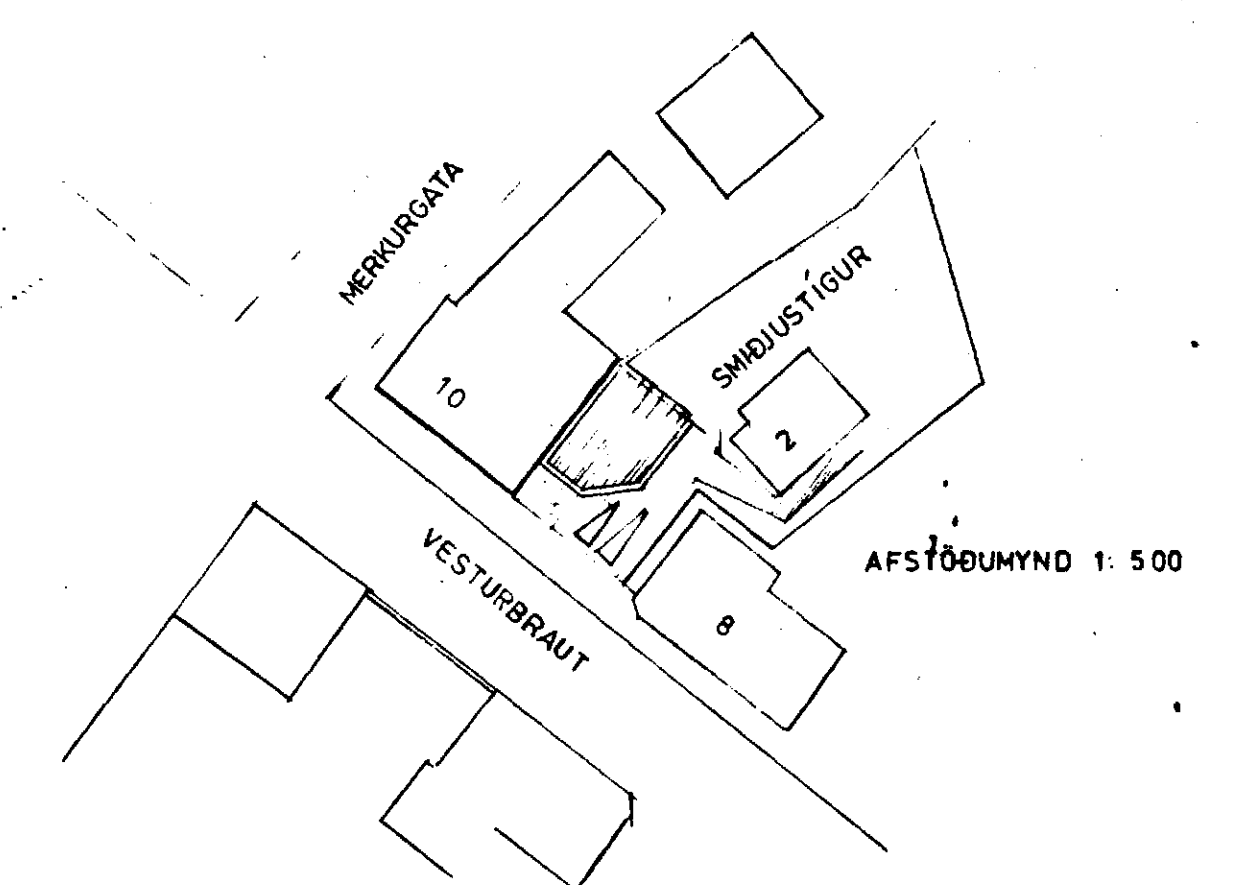 MERKURGATA
SMIÐJUSTÍGUR
10
2
VESTURBRAUT
AFSTÖÐUMYND 1: 500
8